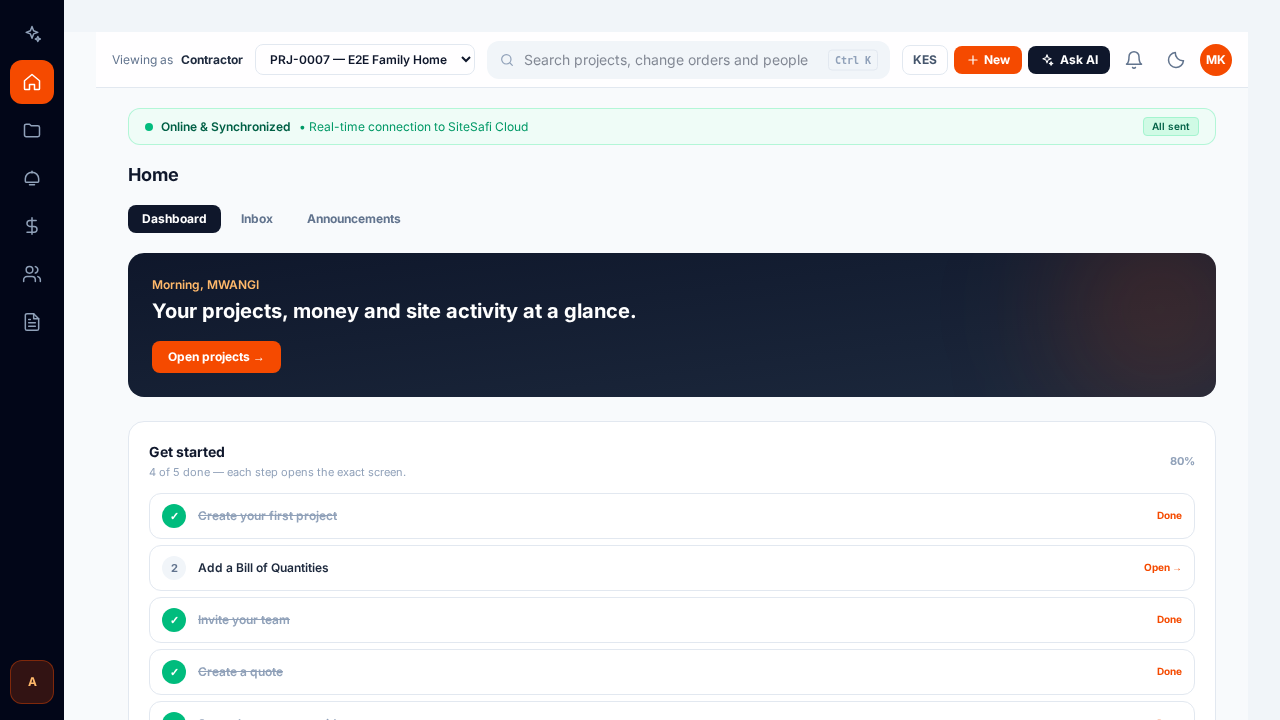 Viewing as Contractor
PRJ-0007 — E2E Family Home
Search projects, change orders and people
Ctrl K
KES
+ New
Ask AI
MK
Online & Synchronized • Real-time connection to SiteSafi Cloud
All sent
Home
Dashboard
Inbox
Announcements
Morning, MWANGI
Your projects, money and site activity at a glance.
Open projects →
Get started
4 of 5 done — each step opens the exact screen.
80%
✓ Create your first project
Done
2 Add a Bill of Quantities
Open →
✓ Invite your team
Done
✓ Create a quote
Done
A